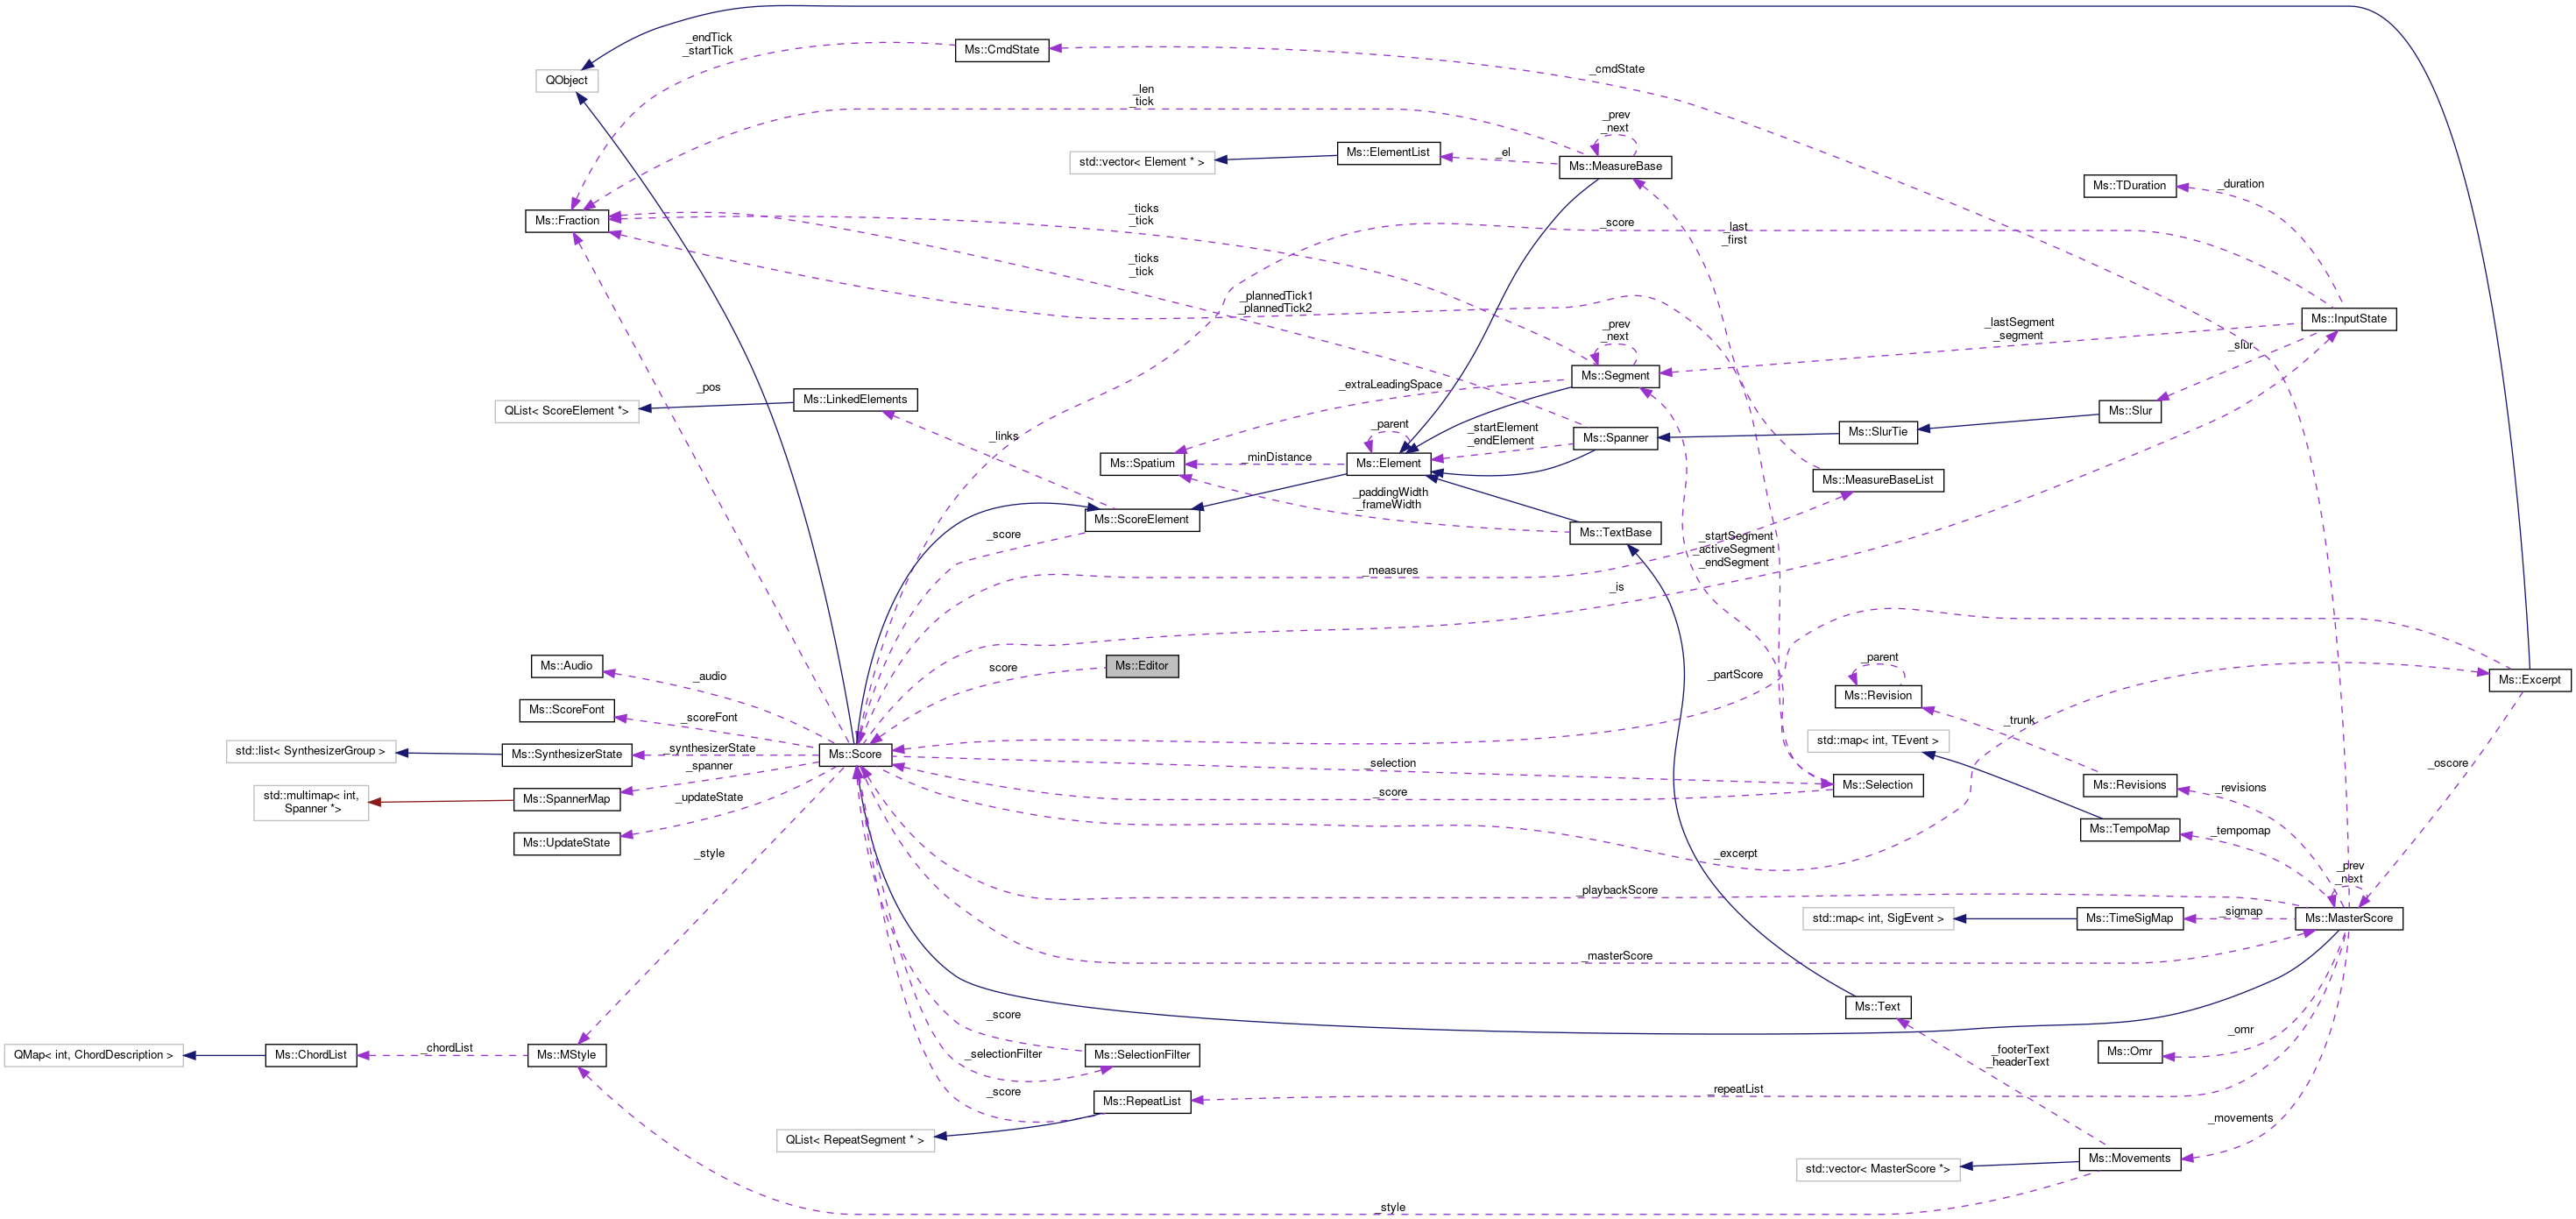 _endTick
_startTick
Ms::CmdState
_cmdState
QObject
_len
_tick
_prev
_next
std::vector< Element * >
Ms::ElementList
_el
Ms::MeasureBase
Ms::TDuration
_duration
Ms::Fraction
_ticks
_tick
_score
_last
_first
_ticks
_tick
_plannedTick1
_plannedTick2
_lastSegment
_segment
Ms::InputState
_prev
_next
_slur
Ms::Segment
_pos
_extraLeadingSpace
Ms::LinkedElements
QList< ScoreElement *>
Ms::Slur
_parent
_startElement
_endElement
Ms::Spanner
Ms::SlurTie
_links
Ms::Spatium
_minDistance
Ms::Element
Ms::MeasureBaseList
_paddingWidth
_frameWidth
Ms::ScoreElement
Ms::TextBase
_score
_startSegment
_activeSegment
_endSegment
_measures
_is
Ms::Audio
_audio
score
Ms::Editor
_partScore
_parent
Ms::Revision
Ms::Excerpt
Ms::ScoreFont
_scoreFont
_trunk
std::list< SynthesizerGroup >
Ms::SynthesizerState
_synthesizerState
Ms::Score
std::map< int, TEvent >
_spanner
_selection
_oscore
std::multimap< int,
Spanner *>
Ms::SpannerMap
_updateState
_score
Ms::Selection
Ms::Revisions
_revisions
Ms::UpdateState
Ms::TempoMap
_tempomap
_style
_excerpt
_prev
_next
_playbackScore
std::map< int, SigEvent >
Ms::TimeSigMap
_sigmap
Ms::MasterScore
_masterScore
Ms::Text
_score
_omr
QMap< int, ChordDescription >
Ms::ChordList
_chordList
Ms::MStyle
_selectionFilter
Ms::SelectionFilter
_footerText
_headerText
Ms::Omr
_score
Ms::RepeatList
_repeatList
_movements
QList< RepeatSegment * >
std::vector< MasterScore *>
Ms::Movements
_style